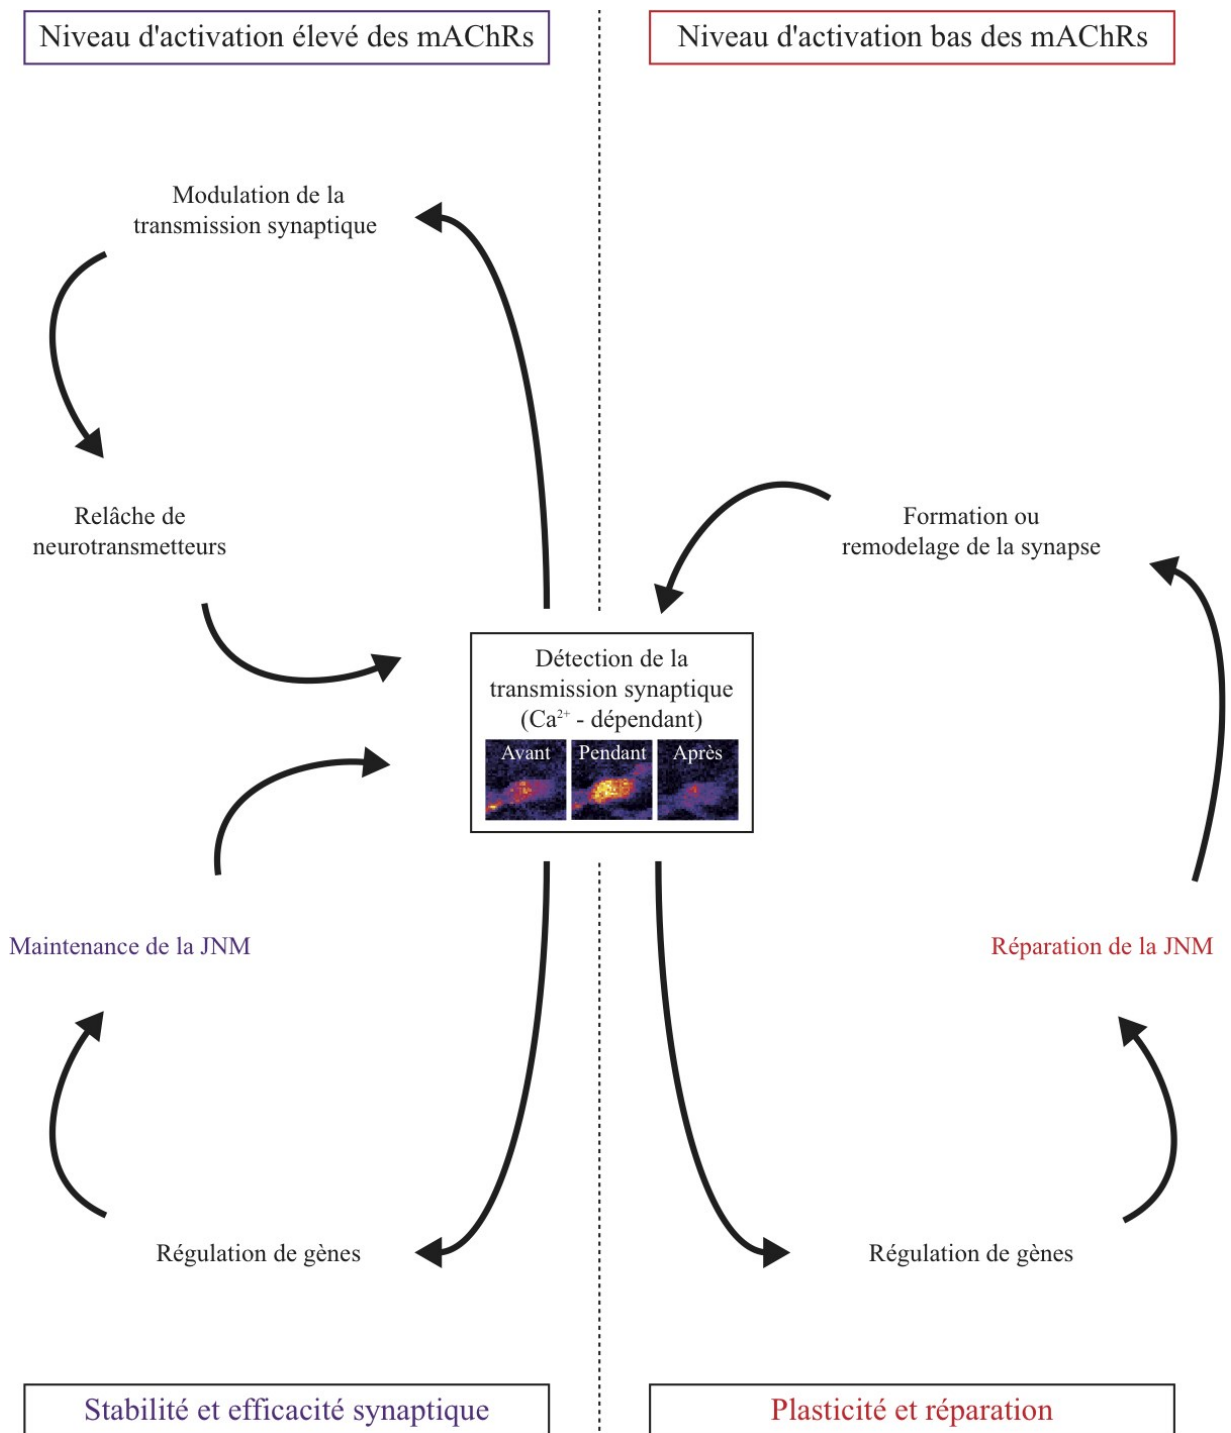 Niveau d'activation élevé des mAChRs
Niveau d'activation bas des mAChRs
Modulation de la
transmission synaptique
Relâche de
neurotransmetteurs
Formation ou
remodelage de la synapse
Détection de la
transmission synaptique
(Ca²⁺ - dépendant)
Avant
Pendant
Après
Maintenance de la JNM
Réparation de la JNM
Régulation de gènes
Régulation de gènes
Stabilité et efficacité synaptique
Plasticité et réparation